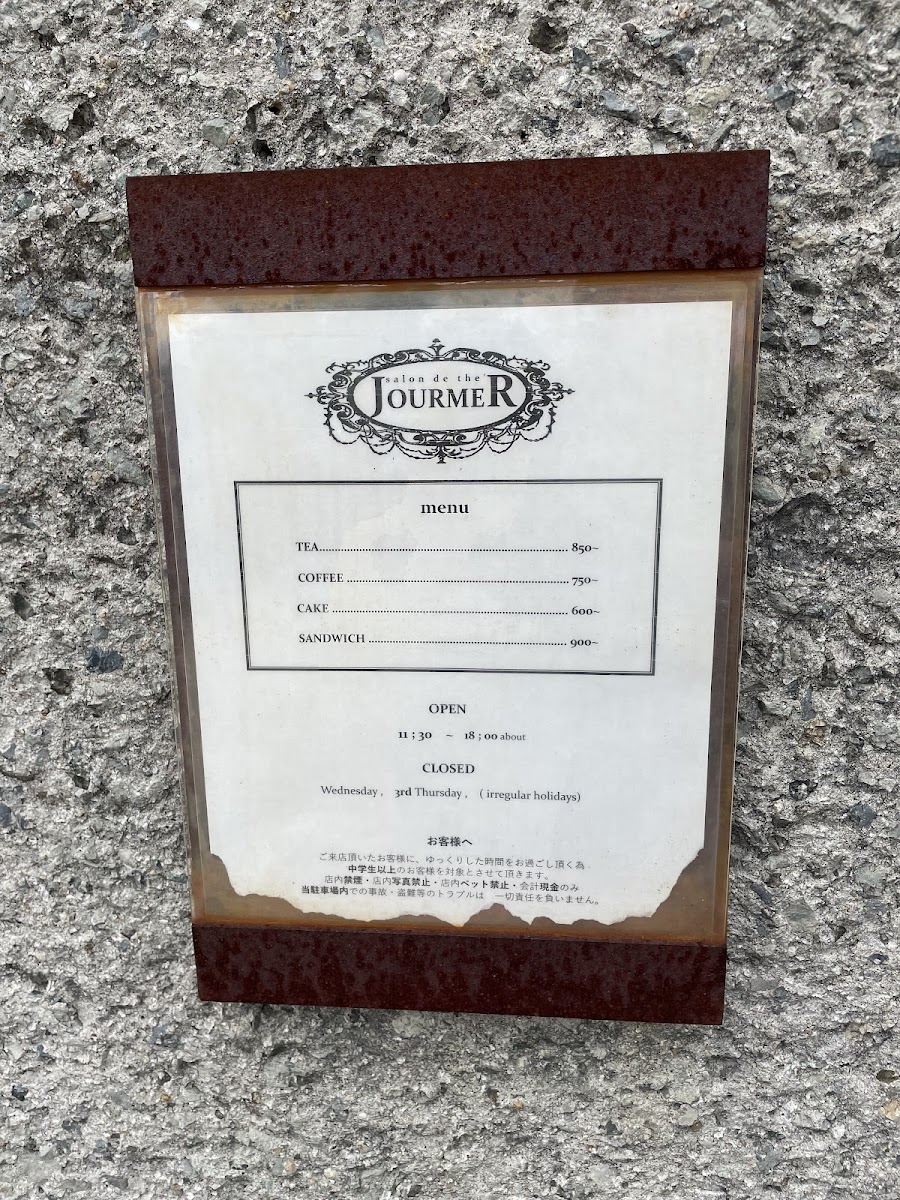 salon de the'
JOURMER
menu
TEA........................ 850~
COFFEE ........................ 750~
CAKE ........................ 600~
SANDWICH ........................ 900~
OPEN
11 ; 30 ~ 18 ; 00 about
CLOSED
Wednesday , 3rd Thursday , ( irregular holidays)
お客様へ
ご来店頂いたお客様に、ゆっくりした時間をお過ごし頂く為
中学生以上のお客様を対象とさせて頂きます。
店内禁煙・店内写真禁止・店内ペット禁止・会計現金のみ
当駐車場内での事故・盗難等のトラブルは 一切責任を負いません。